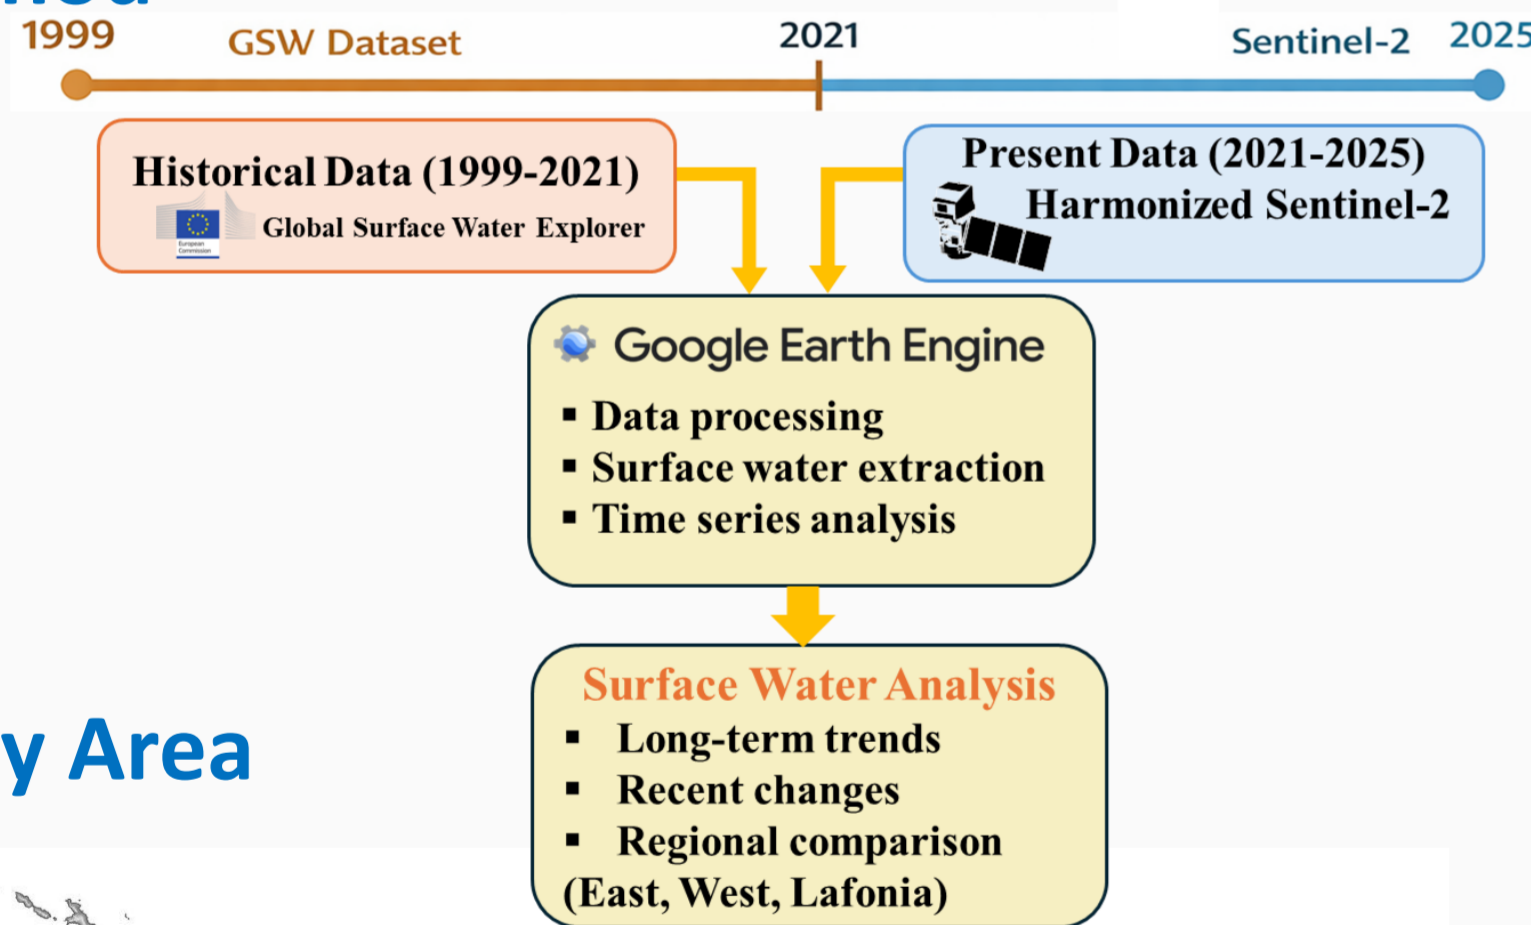 1999 GSW Dataset 2021 Sentinel-2 2025
Historical Data (1999-2021)
European
Commission
Global Surface Water Explorer
Present Data (2021-2025)
Harmonized Sentinel-2
Google Earth Engine
▪ Data processing
▪ Surface water extraction
▪ Time series analysis
Surface Water Analysis
▪ Long-term trends
▪ Recent changes
▪ Regional comparison
(East, West, Lafonia)
y Area